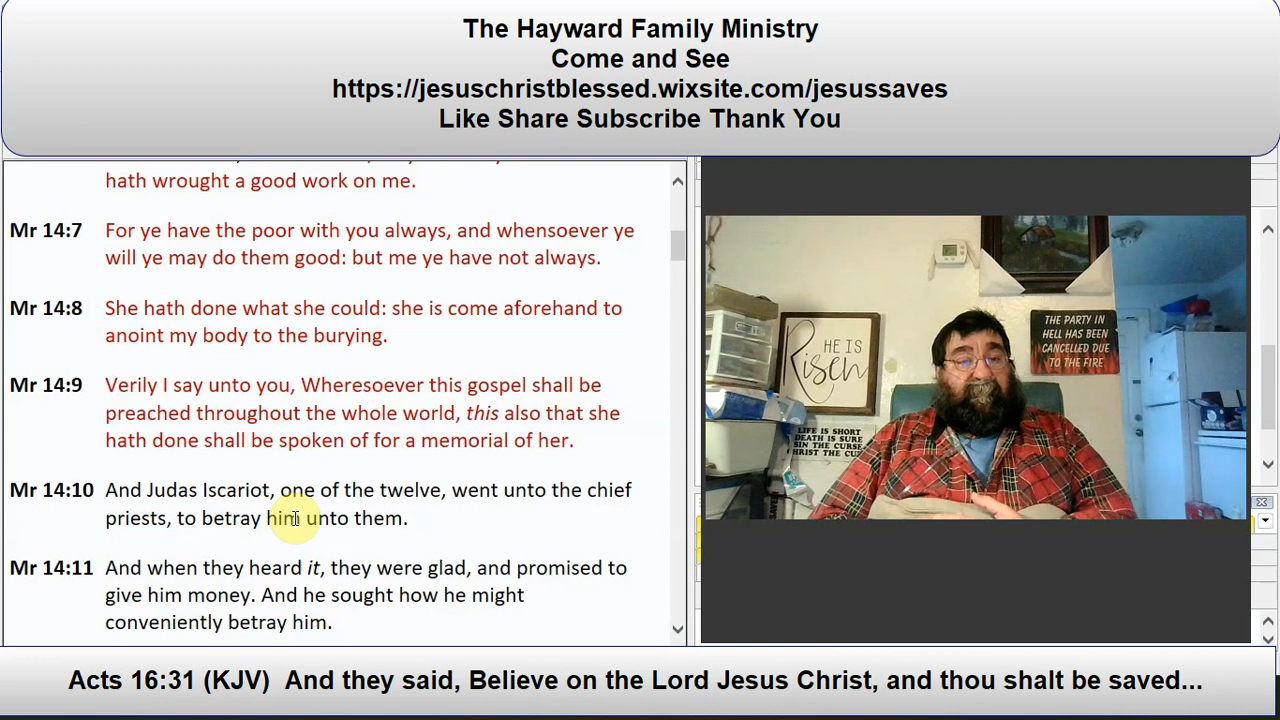 The Hayward Family Ministry
Come and See
https://jesuschristblessed.wixsite.com/jesussaves
Like Share Subscribe Thank You
hath wrought a good work on me.
Mr 14:7 For ye have the poor with you always, and whensoever ye
will ye may do them good: but me ye have not always.
Mr 14:8 She hath done what she could: she is come aforehand to
anoint my body to the burying.
Mr 14:9 Verily I say unto you, Wheresoever this gospel shall be
preached throughout the whole world, this also that she
hath done shall be spoken of for a memorial of her.
Mr 14:10 And Judas Iscariot, one of the twelve, went unto the chief
priests, to betray him unto them.
Mr 14:11 And when they heard it, they were glad, and promised to
give him money. And he sought how he might
conveniently betray him.
HE IS
Risen
THE PARTY IN
HELL HAS BEEN
CANCELLED DUE
TO THE FIRE
LIFE IS SHORT
DEATH IS SURE
SIN THE CURSE
CHRIST THE CU
Acts 16:31 (KJV) And they said, Believe on the Lord Jesus Christ, and thou shalt be saved...